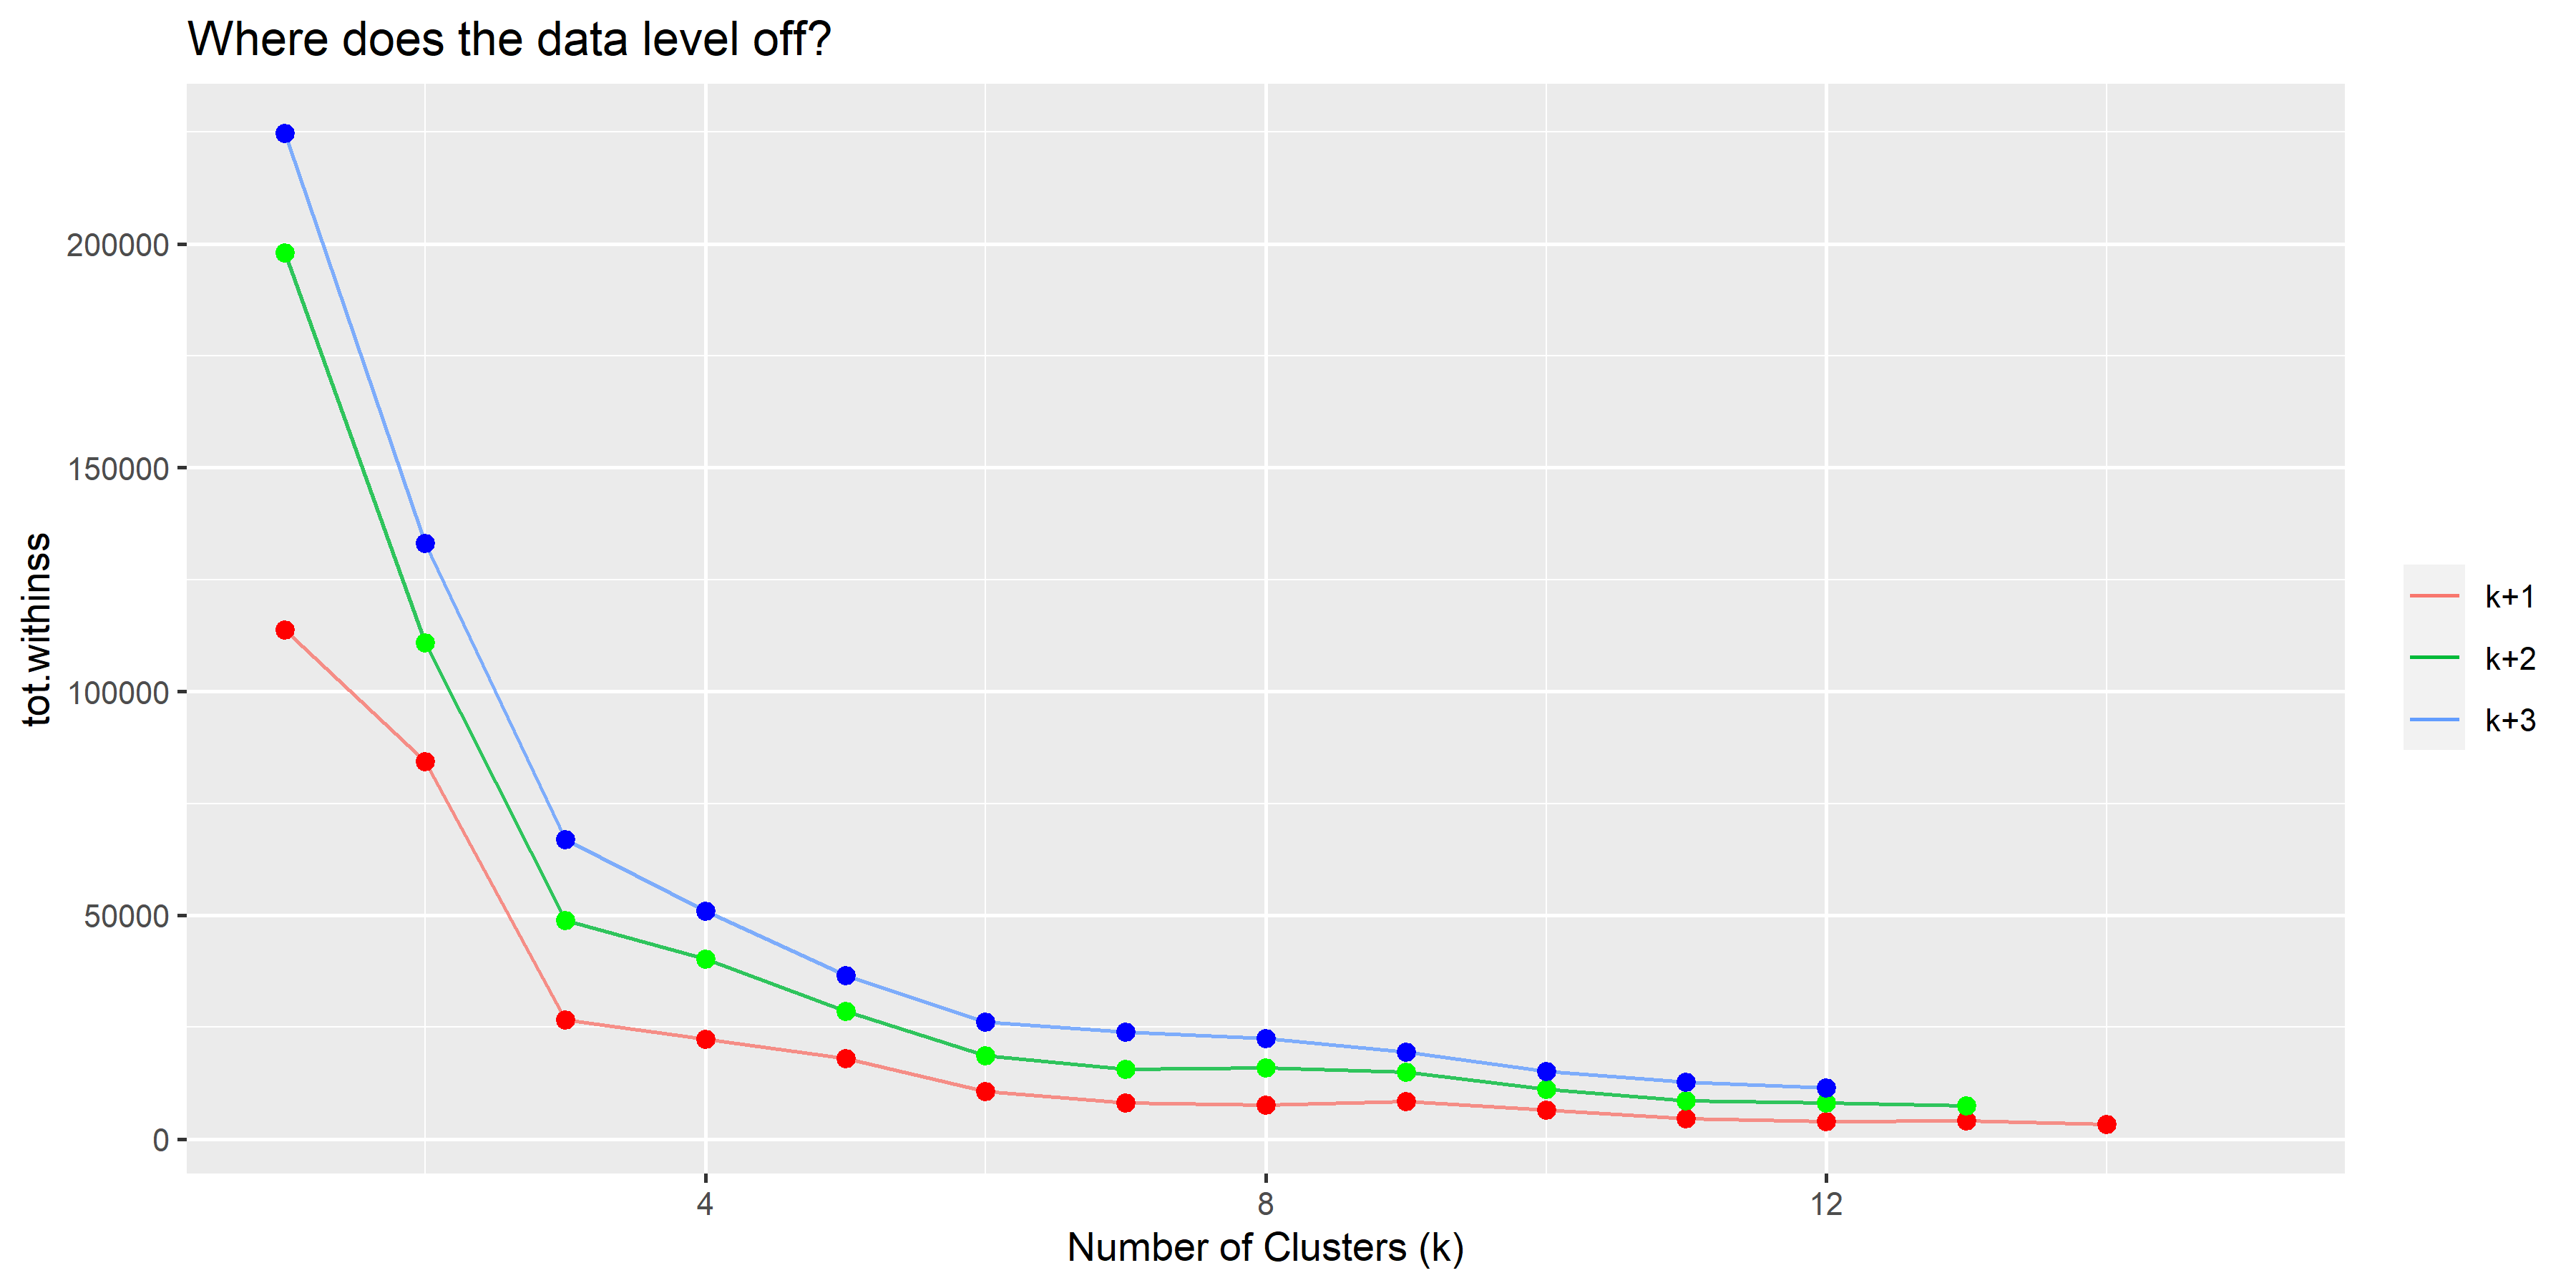 Where does the data level off?
tot.withinss
200000
150000
100000
50000
0
4
8
12
Number of Clusters (k)
k+1
k+2
k+3